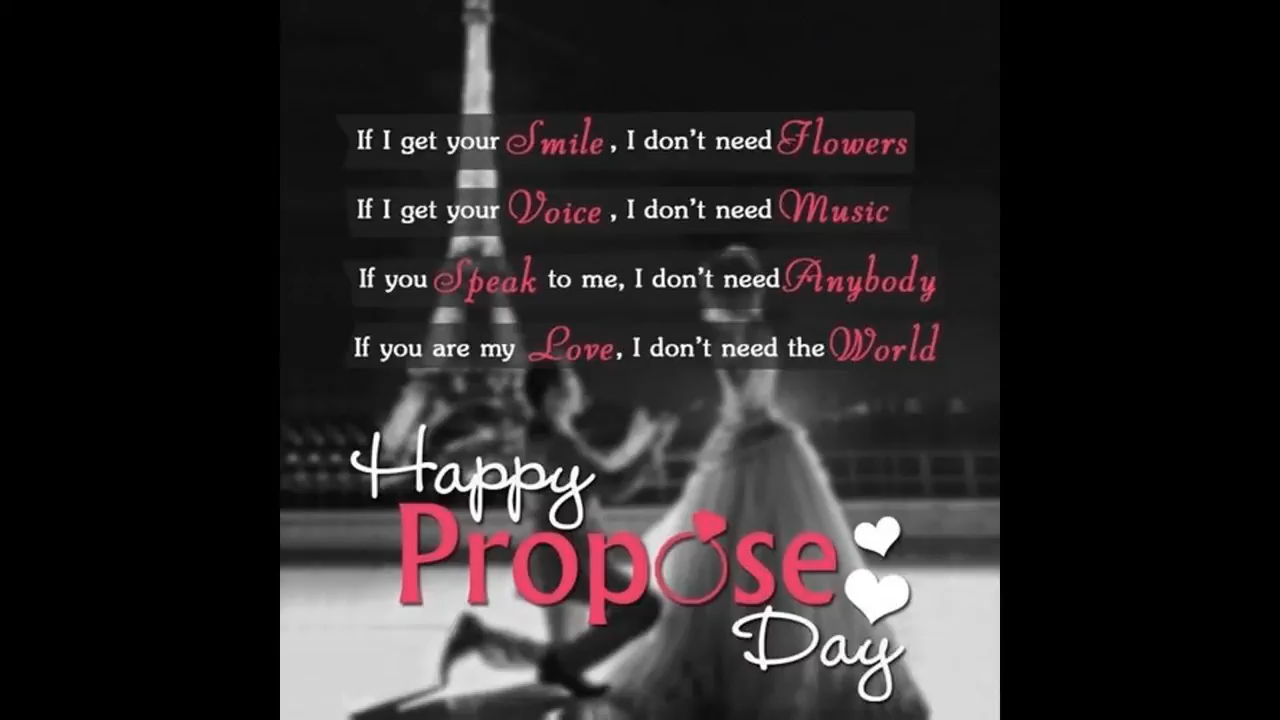 If I get your Smile, I don't need Flowers
If I get your Voice, I don't need Music
If you Speak to me, I don't need Anybody
If you are my Love, I don't need the World
Happy
Propose
Day